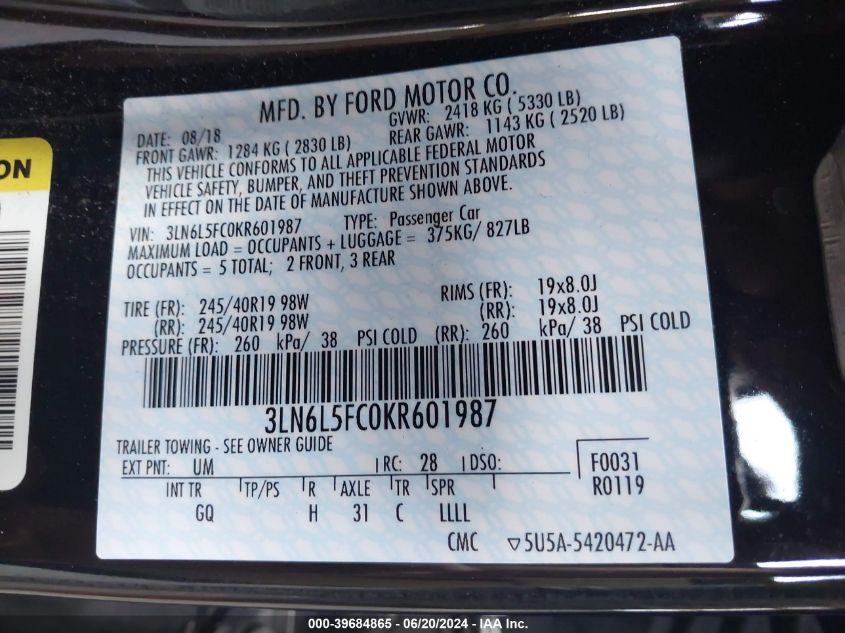 ON
MFD. BY FORD MOTOR CO.
DATE: 08/18 GVWR: 2418 KG ( 5330 LB)
FRONT GAWR: 1284 KG ( 2830 LB) REAR GAWR: 1143 KG ( 2520 LB)
THIS VEHICLE CONFORMS TO ALL APPLICABLE FEDERAL MOTOR
VEHICLE SAFETY, BUMPER, AND THEFT PREVENTION STANDARDS
IN EFFECT ON THE DATE OF MANUFACTURE SHOWN ABOVE.
VIN: 3LN6L5FC0KR601987 TYPE: Passenger Car
MAXIMUM LOAD = OCCUPANTS + LUGGAGE = 375KG/ 827LB
OCCUPANTS = 5 TOTAL; 2 FRONT, 3 REAR
TIRE (FR): 245/40R19 98W RIMS (FR): 19x8.0J
(RR): 245/40R19 98W (RR): 19x8.0J
PRESSURE (FR): 260 kPa/ 38 PSI COLD (RR): 260 kPa/ 38 PSI COLD
3LN6L5FC0KR601987
TRAILER TOWING - SEE OWNER GUIDE
EXT PNT: UM RC: 28 DSO: F0031
INT TR TP/PS R AXLE TR SPR R0119
GQ H 31 C LLLL
CMC ▽5U5A-5420472-AA
000-39684865 / 06/20/2024 / IAA Inc.